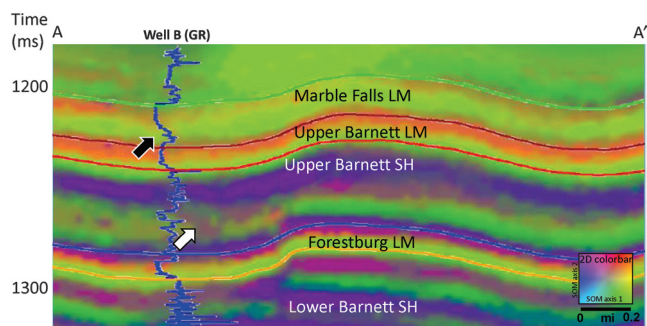 Time
(ms)
A
Well B (GR)
A′
1200
Marble Falls LM
Upper Barnett LM
Upper Barnett SH
Forestburg LM
2D colorbar
SOM axis 2
SOM axis 1
1300
Lower Barnett SH
0 mi 0.2